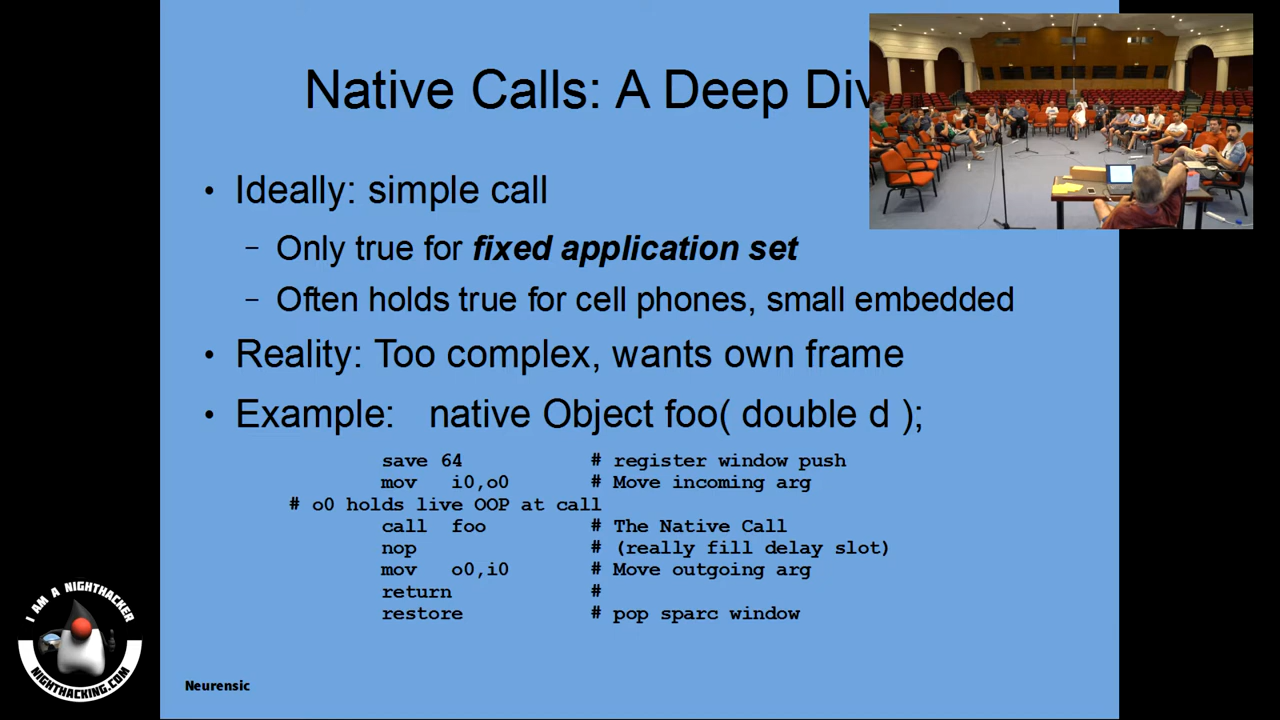 Native Calls: A Deep Div
• Ideally: simple call
– Only true for fixed application set
– Often holds true for cell phones, small embedded
• Reality: Too complex, wants own frame
• Example: native Object foo( double d );
save 64 # register window push
mov i0,o0 # Move incoming arg
# o0 holds live OOP at call
call foo # The Native Call
nop # (really fill delay slot)
mov o0,i0 # Move outgoing arg
return #
restore # pop sparc window
I AM A NIGHTHACKER
NIGHTHACKING.COM
Neurensic